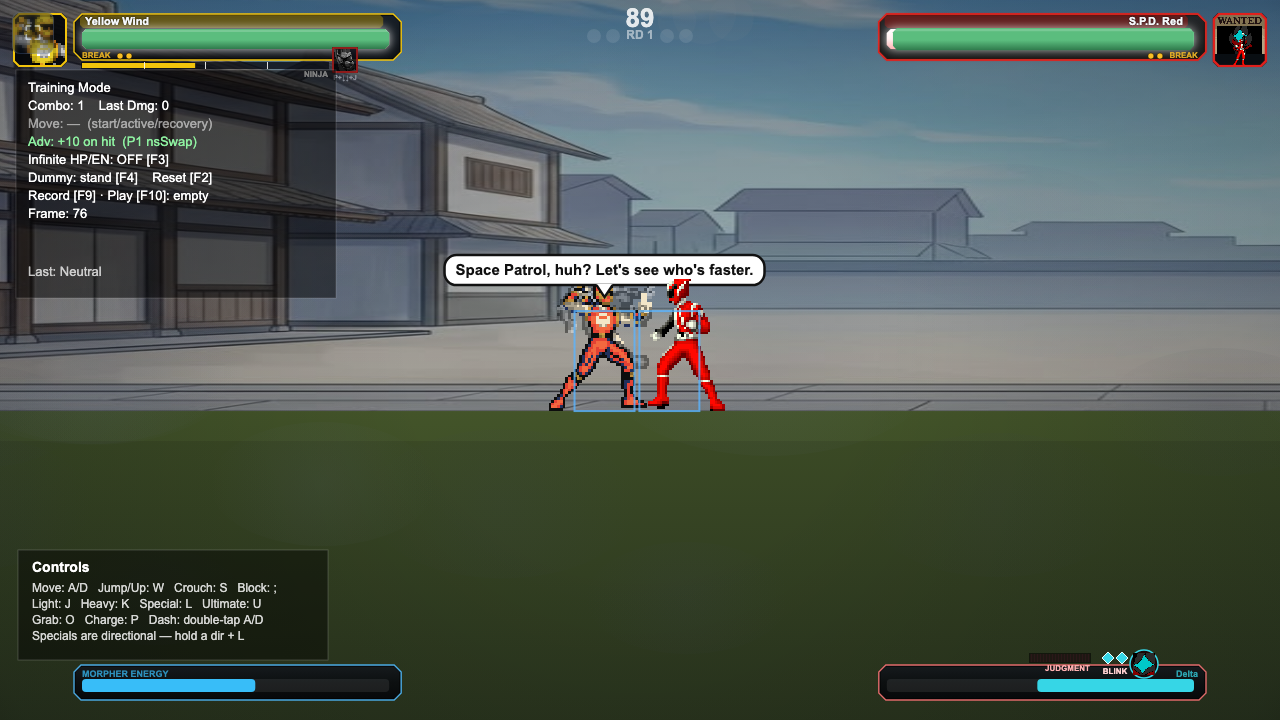 Yellow Wind
BREAK
NINJA
89
RD 1
S.P.D. Red
BREAK
WANTED
Training Mode
Combo: 1 Last Dmg: 0
Move: — (start/active/recovery)
Adv: +10 on hit (P1 nsSwap)
Infinite HP/EN: OFF [F3]
Dummy: stand [F4] Reset [F2]
Record [F9] · Play [F10]: empty
Frame: 76
Last: Neutral
Space Patrol, huh? Let's see who's faster.
Controls
Move: A/D Jump/Up: W Crouch: S Block: ;
Light: J Heavy: K Special: L Ultimate: U
Grab: O Charge: P Dash: double-tap A/D
Specials are directional — hold a dir + L
MORPHER ENERGY
JUDGMENT
BLINK
Delta